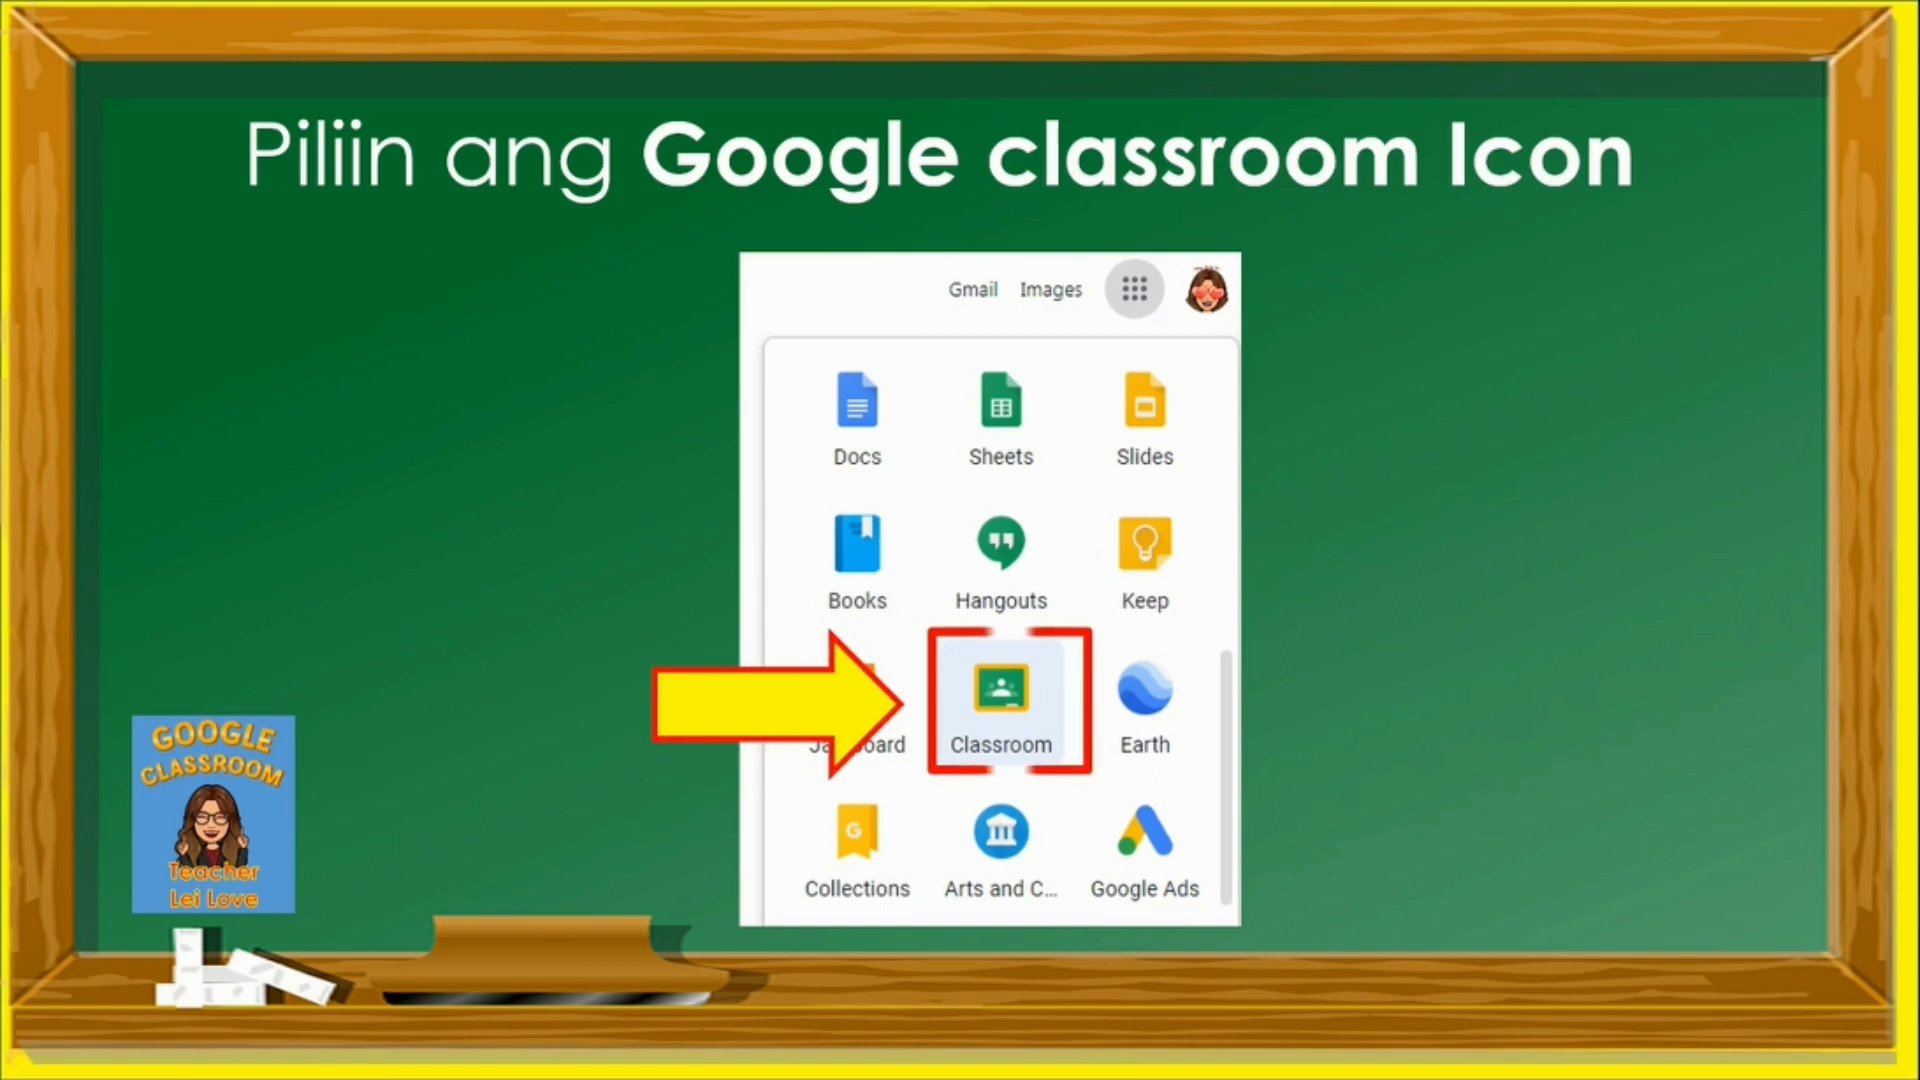 Piliin ang Google classroom Icon
Gmail Images
Docs Sheets Slides
Books Hangouts Keep
Classroom Earth
Collections Arts and C... Google Ads
GOOGLE
CLASSROOM
Teacher
Lei Love